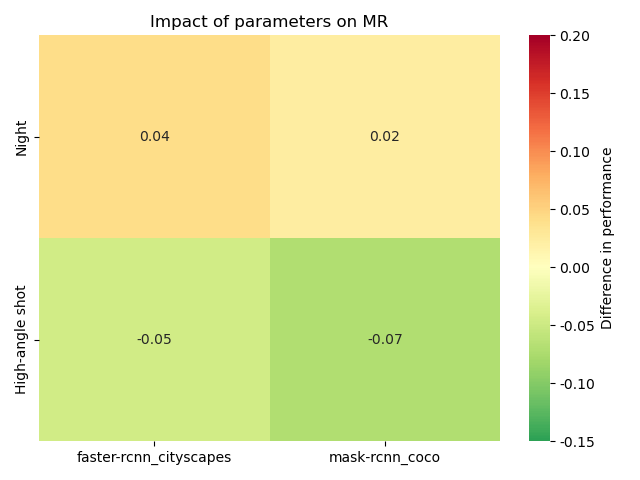 Impact of parameters on MR
Night
0.04
0.02
High-angle shot
-0.05
-0.07
faster-rcnn_cityscapes
mask-rcnn_coco
0.20
0.15
0.10
0.05
0.00
-0.05
-0.10
-0.15
Difference in performance